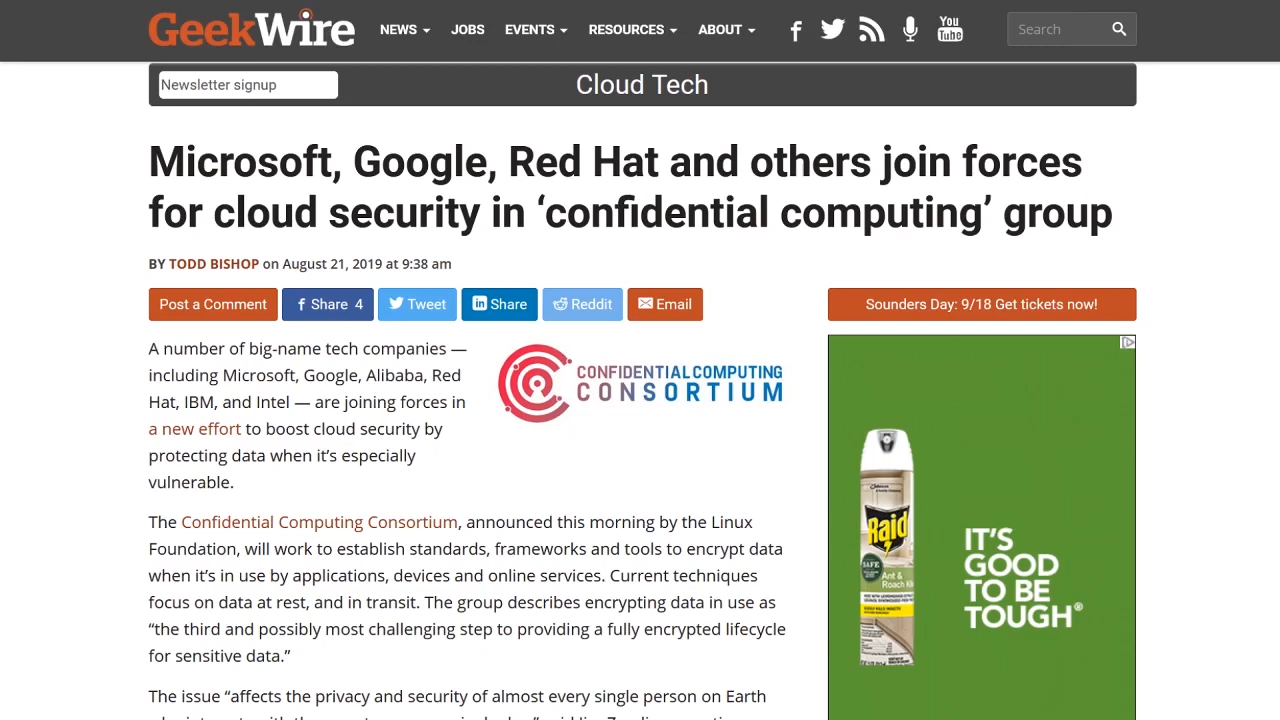 GeekWire
NEWS JOBS EVENTS RESOURCES ABOUT
You
Tube
Search
Newsletter signup
Cloud Tech
Microsoft, Google, Red Hat and others join forces
for cloud security in ‘confidential computing’ group
BY TODD BISHOP on August 21, 2019 at 9:38 am
Post a Comment
Share 4
Tweet
Share
Reddit
Email
Sounders Day: 9/18 Get tickets now!
A number of big-name tech companies —
including Microsoft, Google, Alibaba, Red
Hat, IBM, and Intel — are joining forces in
a new effort to boost cloud security by
protecting data when it’s especially
vulnerable.
CONFIDENTIAL COMPUTING
CONSORTIUM
The Confidential Computing Consortium, announced this morning by the Linux
Foundation, will work to establish standards, frameworks and tools to encrypt data
when it’s in use by applications, devices and online services. Current techniques
focus on data at rest, and in transit. The group describes encrypting data in use as
“the third and possibly most challenging step to providing a fully encrypted lifecycle
for sensitive data.”
The issue “affects the privacy and security of almost every single person on Earth
Raid
Ant &
IT’S
GOOD
TO BE
TOUGH®